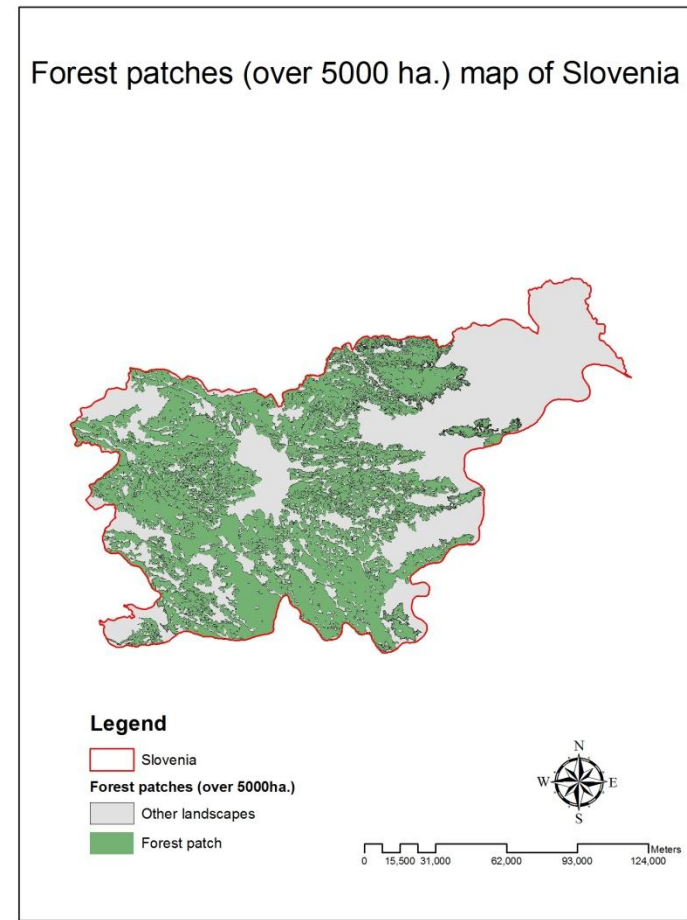 Forest patches (over 5000 ha.) map of Slovenia
Legend
Slovenia
Forest patches (over 5000ha.)
Other landscapes
Forest patch
N
W E
S
Meters
0 15,500 31,000 62,000 93,000 124,000